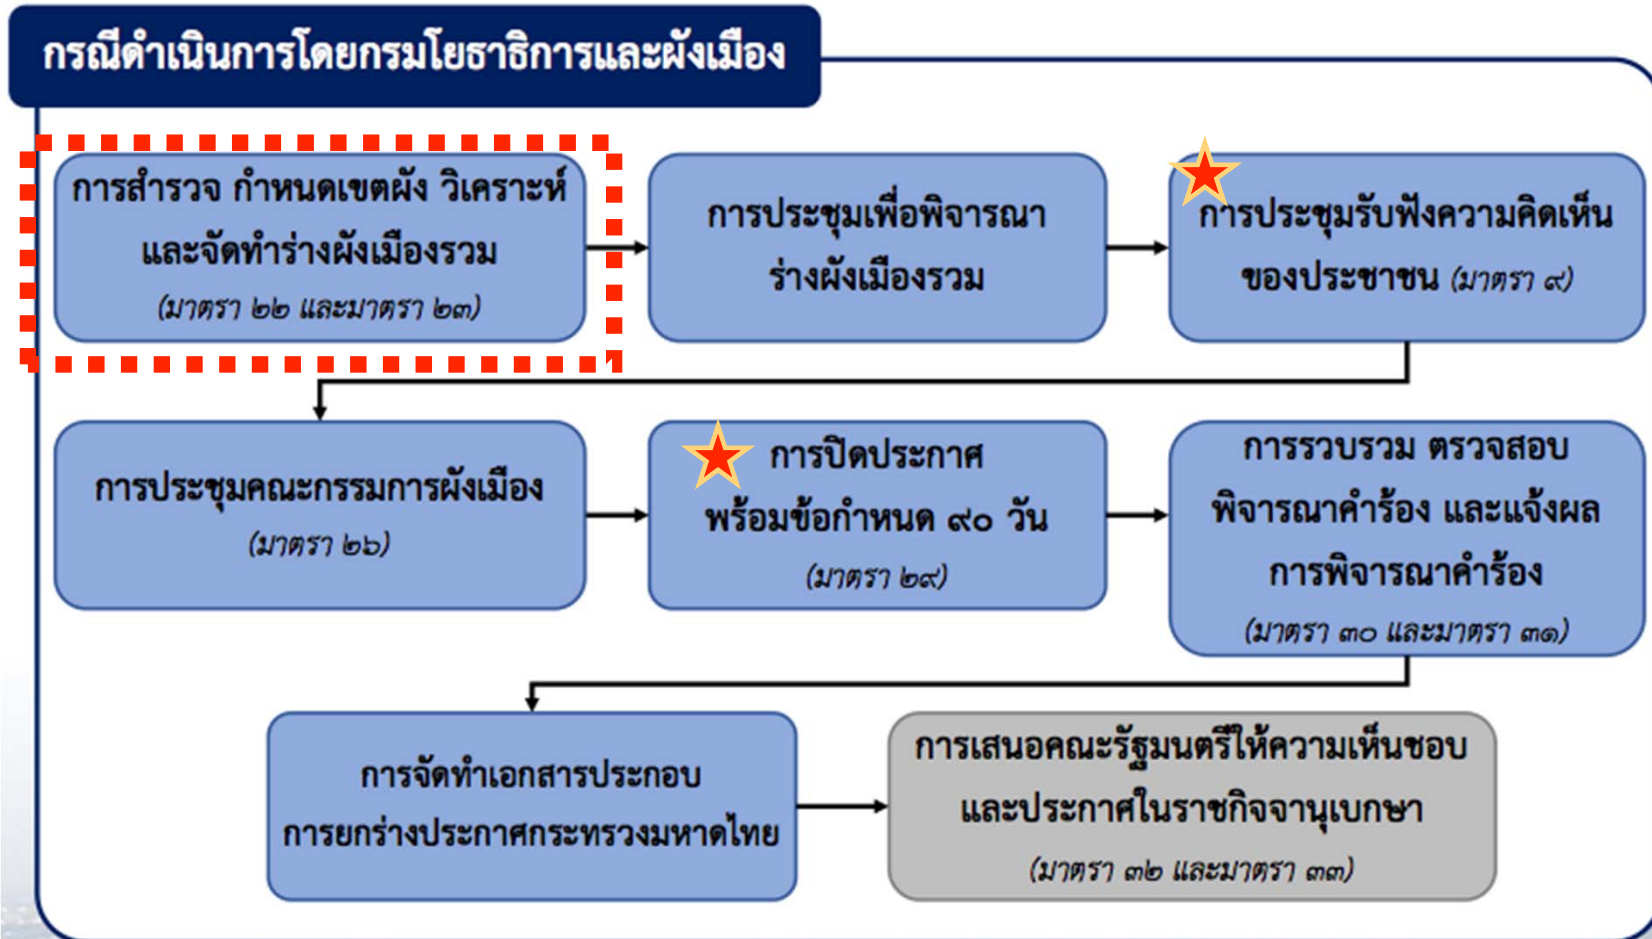 กรณีดำเนินการโดยกรมโยธาธิการและผังเมือง
การสำรวจ กำหนดเขตผัง วิเคราะห์
และจัดทำร่างผังเมืองรวม
(มาตรา ๒๒ และมาตรา ๒๓)
การประชุมเพื่อพิจารณา
ร่างผังเมืองรวม
การประชุมรับฟังความคิดเห็น
ของประชาชน (มาตรา ๙)
การประชุมคณะกรรมการผังเมือง
(มาตรา ๒๖)
การปิดประกาศ
พร้อมข้อกำหนด ๙๐ วัน
(มาตรา ๒๙)
การรวบรวม ตรวจสอบ
พิจารณาคำร้อง และแจ้งผล
การพิจารณาคำร้อง
(มาตรา ๓๐ และมาตรา ๓๑)
การจัดทำเอกสารประกอบ
การยกร่างประกาศกระทรวงมหาดไทย
การเสนอคณะรัฐมนตรีให้ความเห็นชอบ
และประกาศในราชกิจจานุเบกษา
(มาตรา ๓๒ และมาตรา ๓๓)